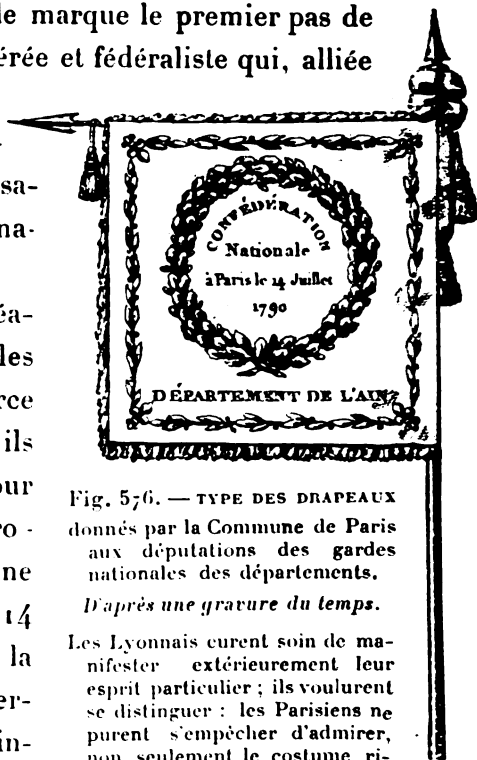 le marque le premier pas de
érée et fédéraliste qui, alliée
sa-
na-
éa-
les
rce
ils
our
ro -
ne
14
la
er-
in-
CONFÉDÉRATION
Nationale
à Paris le 14 Juillet
1790
DÉPARTEMENT DE L'AIN
Fig. 576. — TYPE DES DRAPEAUX
donnés par la Commune de Paris
aux députations des gardes
nationales des départements.
D'après une gravure du temps.
Les Lyonnais eurent soin de ma-
nifester extérieurement leur
esprit particulier ; ils voulurent
se distinguer : les Parisiens ne
purent s'empêcher d'admirer,
non seulement le costume ri-